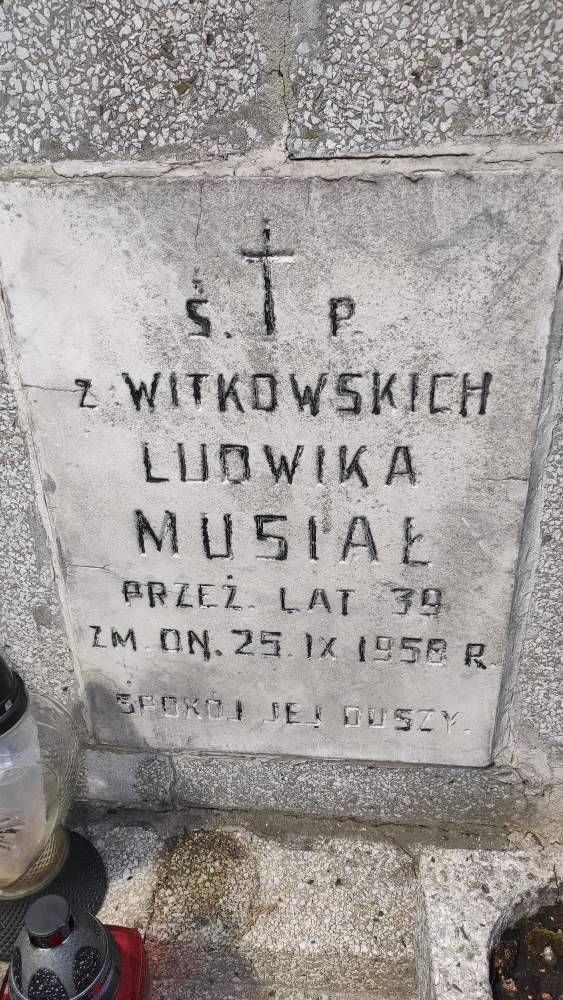 Ś. P.
z WITKOWSKICH
LUDWIKA
MUSIAŁ
PRZEŻ. LAT 39
ZM. DN. 25. IX 1958 R.
SPOKÓJ JEJ DUSZY.